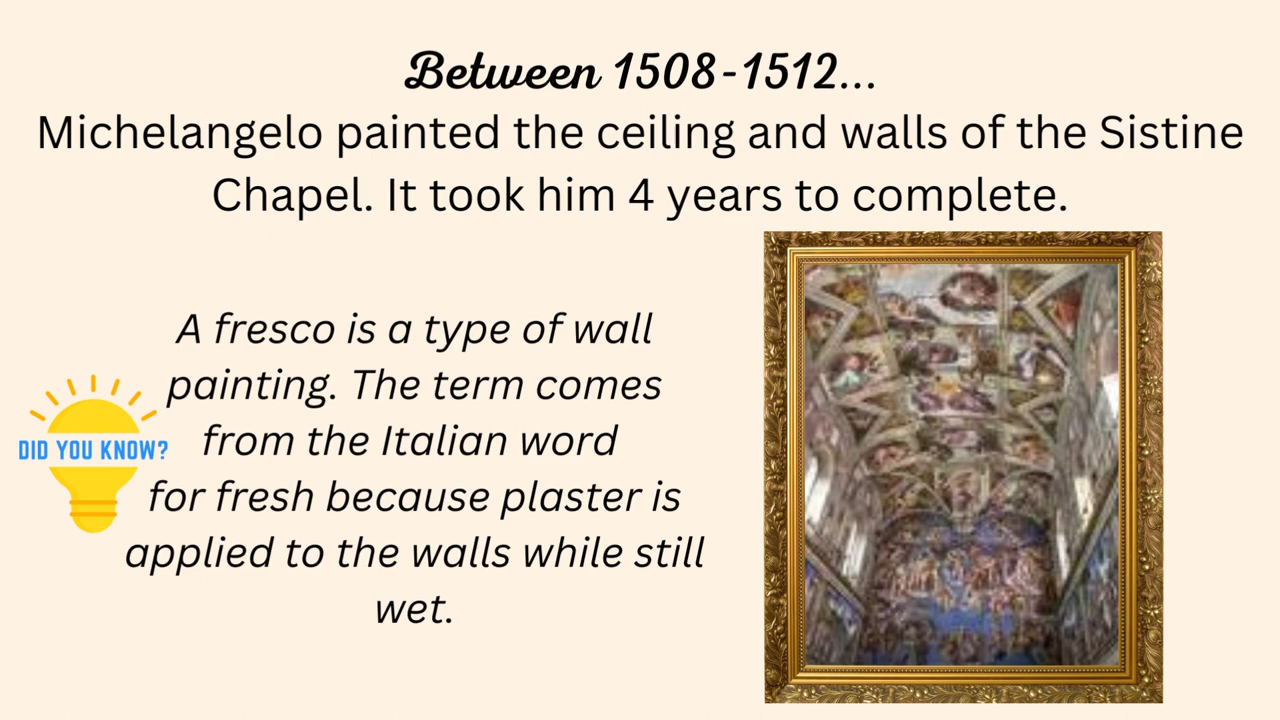 Between 1508-1512...
Michelangelo painted the ceiling and walls of the Sistine
Chapel. It took him 4 years to complete.
A fresco is a type of wall
painting. The term comes
from the Italian word
for fresh because plaster is
applied to the walls while still
wet.
DID YOU KNOW?